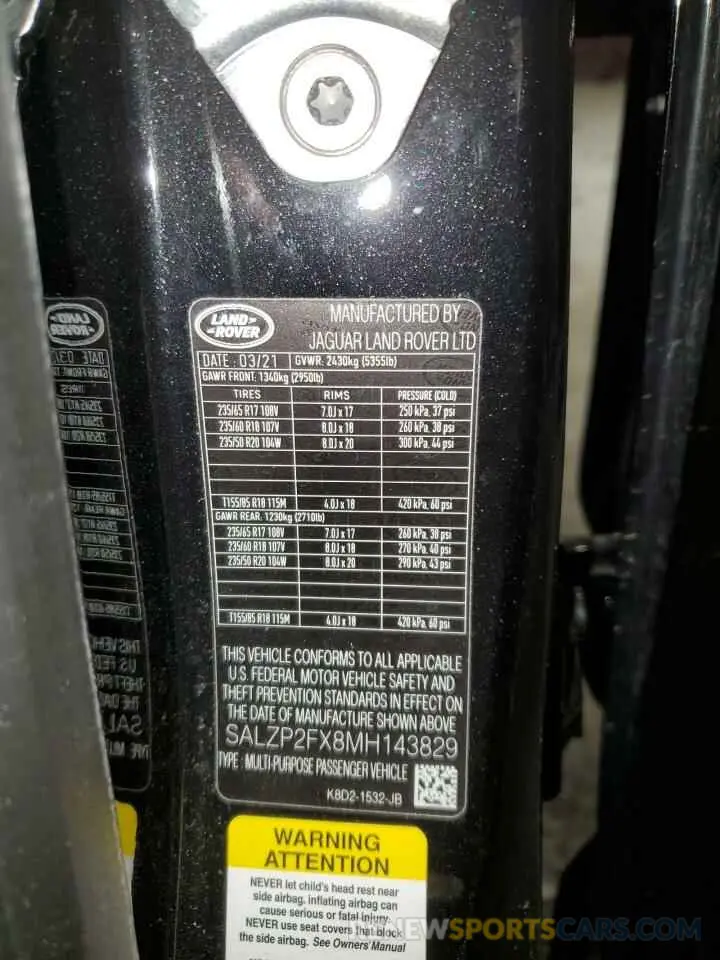 LAND
ROVER
MANUFACTURED BY
JAGUAR LAND ROVER LTD
DATE : 03/21 GVWR: 2430kg (5355lb)
GAWR FRONT: 1340kg (2950lb)
TIRES RIMS PRESSURE (COLD)
235/65 R17 108V 7.0J x 17 250 kPa, 37 psi
235/60 R18 107V 8.0J x 18 260 kPa, 38 psi
235/50 R20 104W 8.0J x 20 300 kPa, 44 psi
T155/85 R18 115M 4.0J x 18 420 kPa, 60 psi
GAWR REAR: 1230kg (2710lb)
235/65 R17 108V 7.0J x 17 260 kPa, 38 psi
235/60 R18 107V 8.0J x 18 270 kPa, 40 psi
235/50 R20 104W 8.0J x 20 290 kPa, 43 psi
T155/85 R18 115M 4.0J x 18 420 kPa, 60 psi
THIS VEHICLE CONFORMS TO ALL APPLICABLE
U.S. FEDERAL MOTOR VEHICLE SAFETY AND
THEFT PREVENTION STANDARDS IN EFFECT ON
THE DATE OF MANUFACTURE SHOWN ABOVE
SALZP2FX8MH143829
TYPE : MULTI-PURPOSE PASSENGER VEHICLE
K8D2-1532-JB
WARNING
ATTENTION
NEVER let child's head rest near
side airbag, inflating airbag can
cause serious or fatal injury.
NEVER use seat covers that block
the side airbag. See Owners Manual
NEWSPORTSCARS.COM